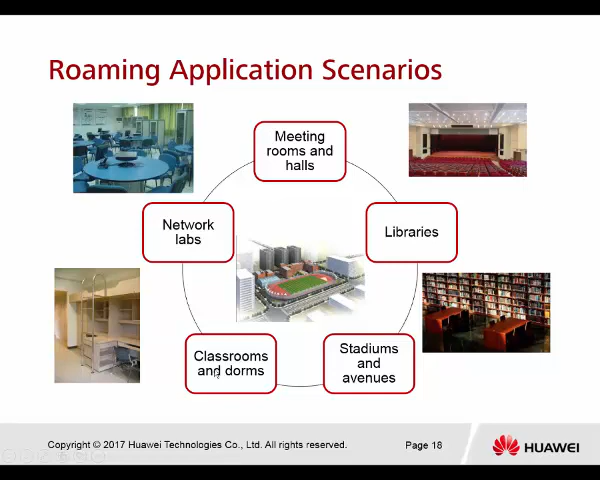 Roaming Application Scenarios
Meeting
rooms and
halls
Network
labs
Libraries
Classrooms
and dorms
Stadiums
and
avenues
Copyright © 2017 Huawei Technologies Co., Ltd. All rights reserved.
Page 18
HUAWEI